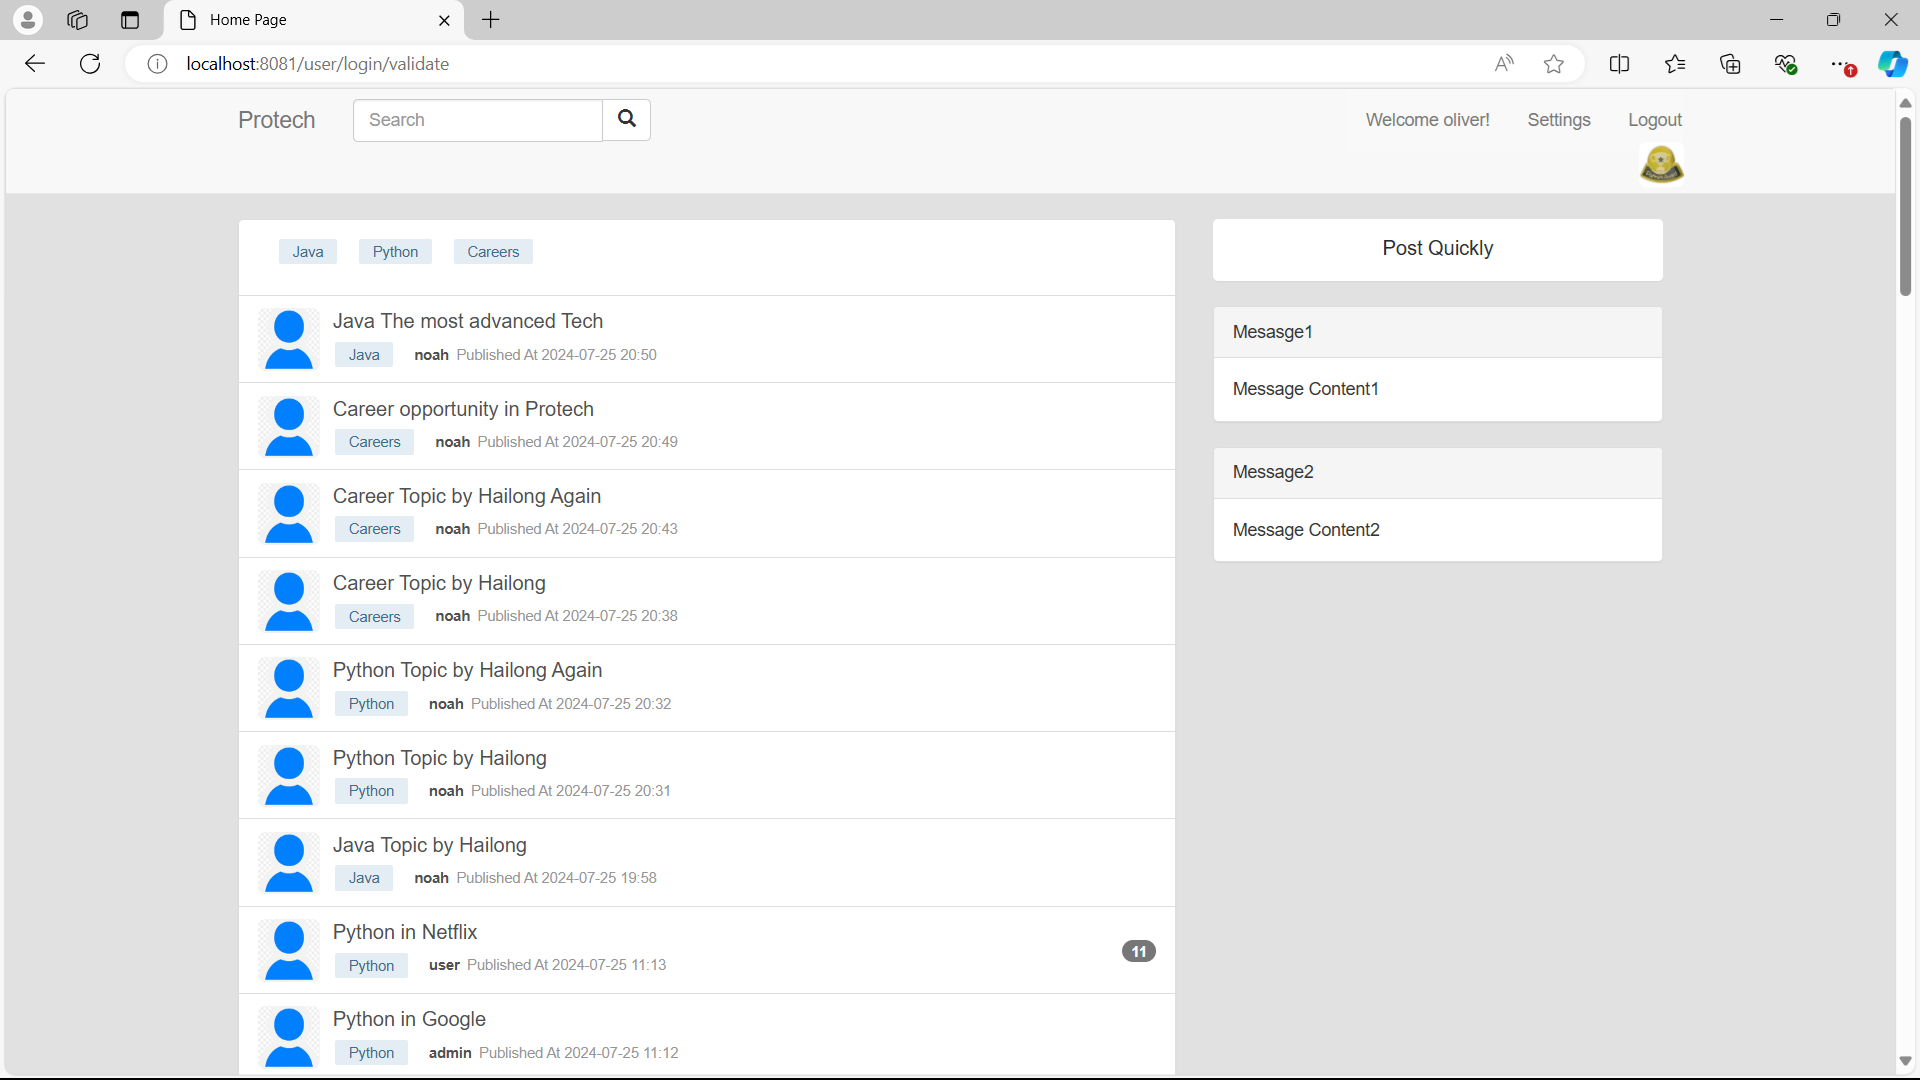 Home Page
localhost:8081/user/login/validate
Protech
Search
Welcome oliver!
Settings
Logout
Java
Python
Careers
Java The most advanced Tech
Java noah Published At 2024-07-25 20:50
Career opportunity in Protech
Careers noah Published At 2024-07-25 20:49
Career Topic by Hailong Again
Careers noah Published At 2024-07-25 20:43
Career Topic by Hailong
Careers noah Published At 2024-07-25 20:38
Python Topic by Hailong Again
Python noah Published At 2024-07-25 20:32
Python Topic by Hailong
Python noah Published At 2024-07-25 20:31
Java Topic by Hailong
Java noah Published At 2024-07-25 19:58
Python in Netflix
Python user Published At 2024-07-25 11:13
11
Python in Google
Python admin Published At 2024-07-25 11:12
Post Quickly
Mesasge1
Message Content1
Message2
Message Content2